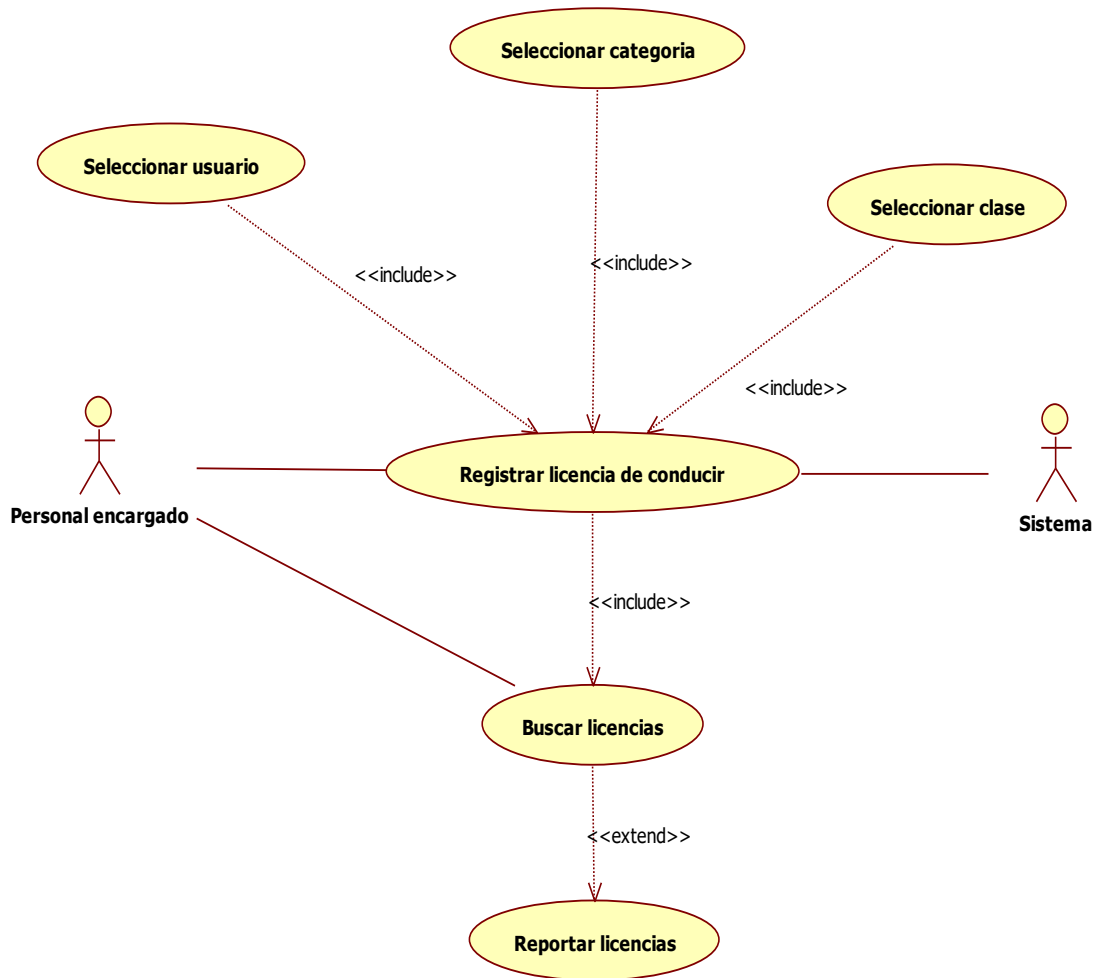 Seleccionar categoria
Seleccionar usuario
Seleccionar clase
<<include>>
<<include>>
<<include>>
Registrar licencia de conducir
Personal encargado
Sistema
<<include>>
Buscar licencias
<<extend>>
Reportar licencias